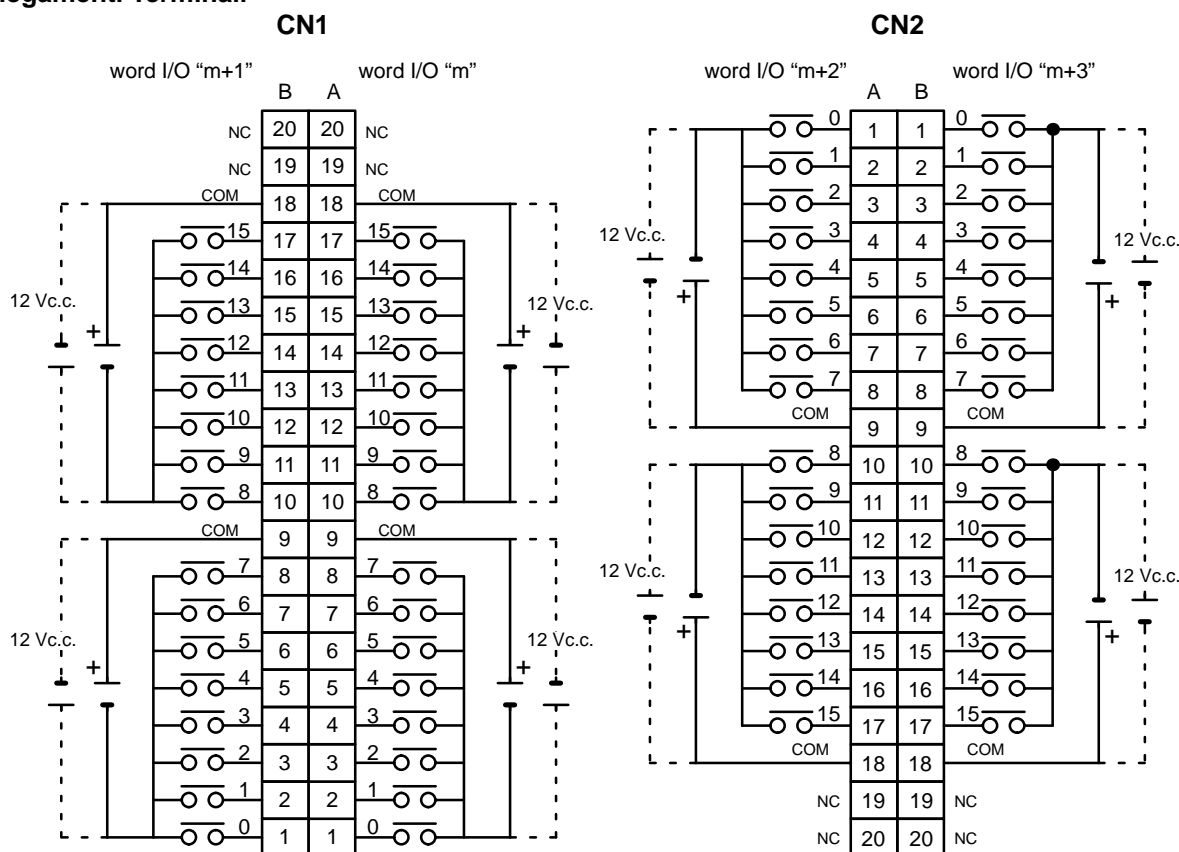 Terminali
CN1
word I/O “m+1” word I/O “m”
B A
NC 20 20 NC
NC 19 19 NC
COM 18 18 COM
15 17 17 15
14 16 16 14
12 Vc.c. 13 15 15 13 12 Vc.c.
+ 12 14 14 12 +
11 13 13 11
10 12 12 10
9 11 11 9
8 10 10 8
COM 9 9 COM
7 8 8 7
6 7 7 6
12 Vc.c. 5 6 6 5 12 Vc.c.
+ 4 5 5 4 +
3 4 4 3
2 3 3 2
1 2 2 1
0 1 1 0
CN2
word I/O “m+2” word I/O “m+3”
A B
0 1 1 0
1 2 2 1
2 3 3 2
12 Vc.c. 3 4 4 3 12 Vc.c.
+ 4 5 5 4 +
5 6 6 5
6 7 7 6
7 8 8 7
COM 9 9 COM
8 10 10 8
9 11 11 9
10 12 12 10
12 Vc.c. 11 13 13 11 12 Vc.c.
+ 12 14 14 12 +
13 15 15 13
14 16 16 14
15 17 17 15
COM 18 18 COM
NC 19 19 NC
NC 20 20 NC